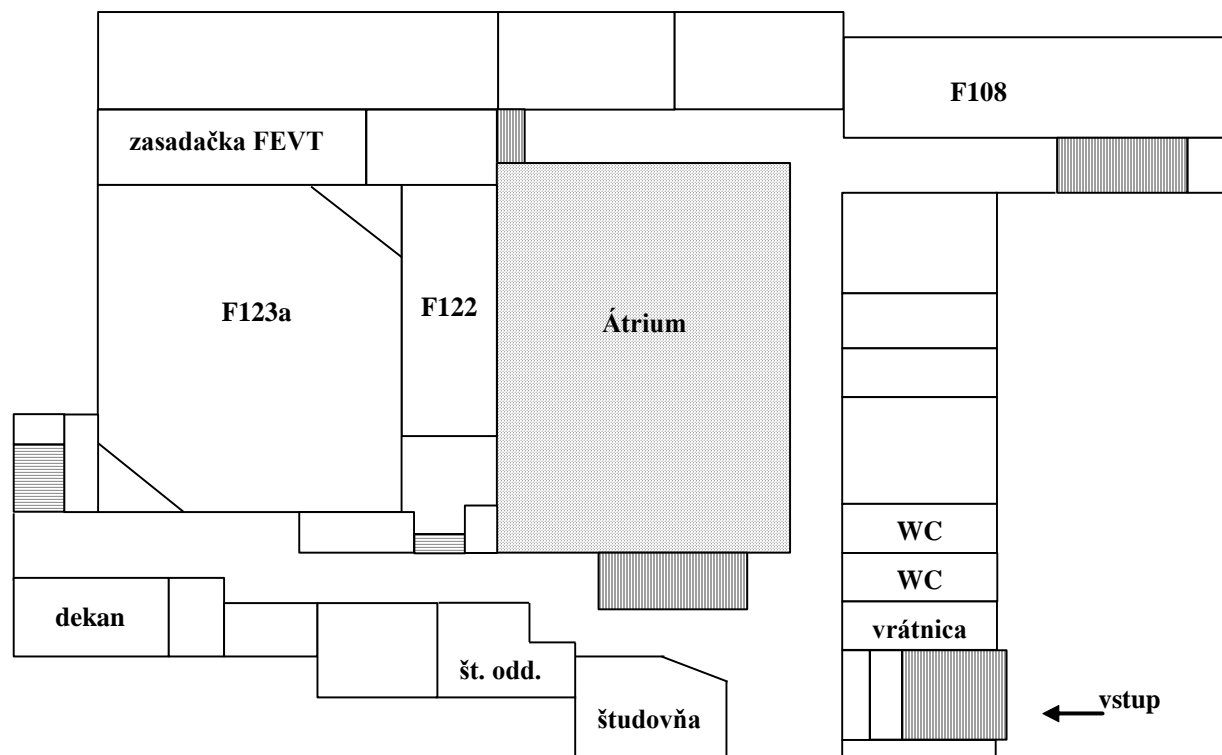 F108
zasadačka FEVT
F123a
F122
Átrium
WC
WC
dekan
vrátnica
št. odd.
študovňa
vstup